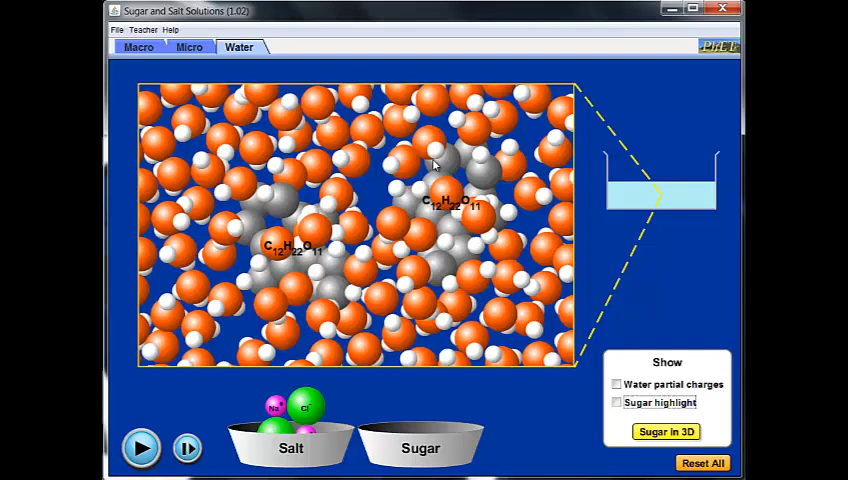 Sugar and Salt Solutions (1.02)
File Teacher Help
Macro Micro Water
PhET
C₁₂H₂₂O₁₁
C₁₂H₂₂O₁₁
Show
Water partial charges
Sugar highlight
Sugar in 3D
Na⁺ Cl⁻
Salt
Sugar
Reset All